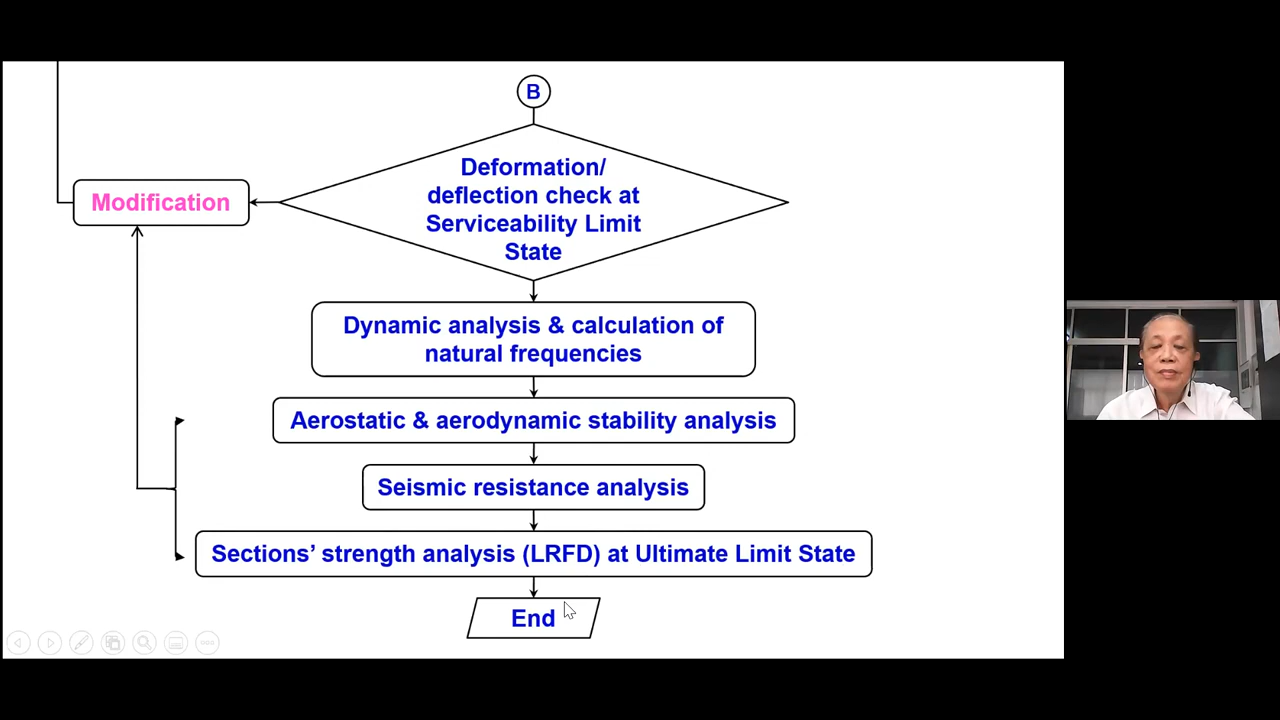 B
Deformation/
deflection check at
Serviceability Limit
State
Modification
Dynamic analysis & calculation of
natural frequencies
Aerostatic & aerodynamic stability analysis
Seismic resistance analysis
Sections’ strength analysis (LRFD) at Ultimate Limit State
End